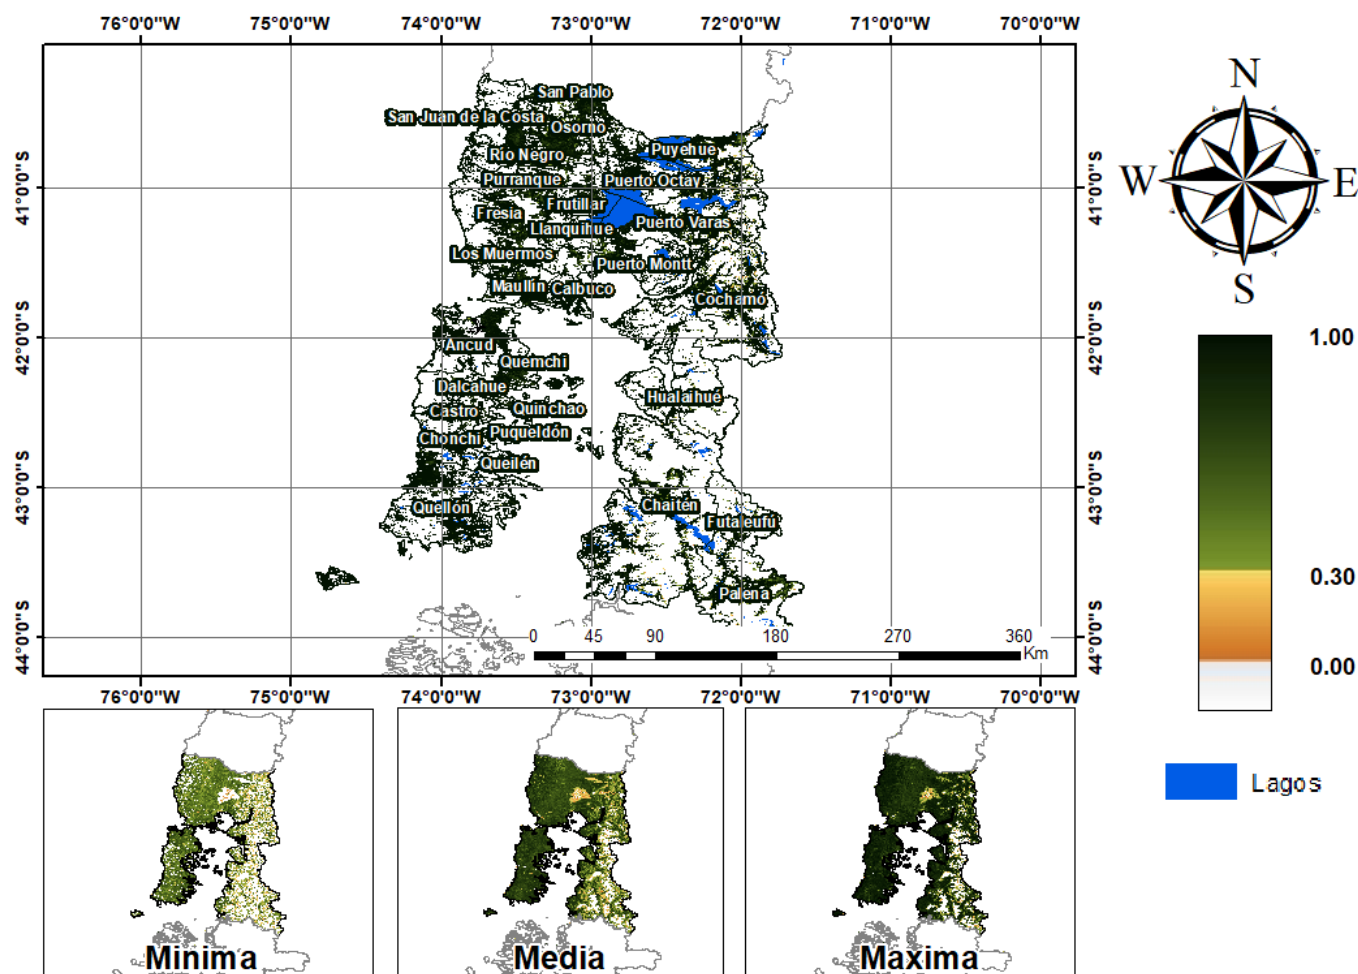 76°0'0"W 75°0'0"W 74°0'0"W 73°0'0"W 72°0'0"W 71°0'0"W 70°0'0"W
N
W E
S
San Pablo
San Juan de la Costa
Osorno
Puyehue
Río Negro
Purranque
Puerto Octay
41°0'0"S 41°0'0"S
Frutillar
Fresia
Puerto Varas
Llanquihue
Los Muermos
Puerto Montt
Maullín
Calbuco
Cochamó
42°0'0"S 42°0'0"S
Ancud
Quemchi
Dalcahue
Hualaihué
Castro
Quinchao
Puqueldón
Chonchi
Queilén
43°0'0"S 43°0'0"S
Quellón
Chaitén
Futaleufú
Palena
44°0'0"S 44°0'0"S
0 45 90 180 270 360
Km
76°0'0"W 75°0'0"W 74°0'0"W 73°0'0"W 72°0'0"W 71°0'0"W 70°0'0"W
1.00
0.30
0.00
Lagos
Minima
Media
Maxima